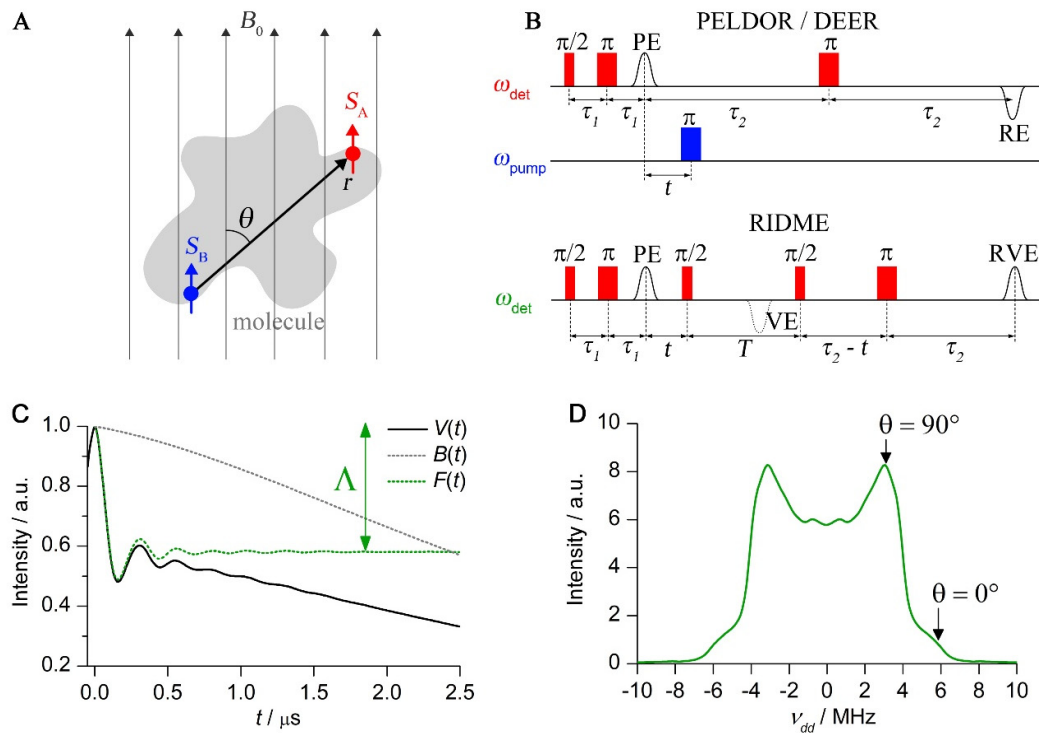 A
B₀
S_A
r
θ
S_B
molecule
B
PELDOR / DEER
π/2 π PE π
ω_det
τ₁ τ₁ τ₂ τ₂
RE
π
ω_pump
t
RIDME
π/2 π PE π/2 π/2 π RVE
ω_det
VE
τ₁ τ₁ t T τ₂ - t τ₂
C
Intensity / a.u.
1.0
0.8
0.6
0.4
0.2
V(t)
B(t)
F(t)
Λ
0.0 0.5 1.0 1.5 2.0 2.5
t / μs
D
Intensity / a.u.
10
8
6
4
2
0
θ = 90°
θ = 0°
-10 -8 -6 -4 -2 0 2 4 6 8 10
ν_dd / MHz